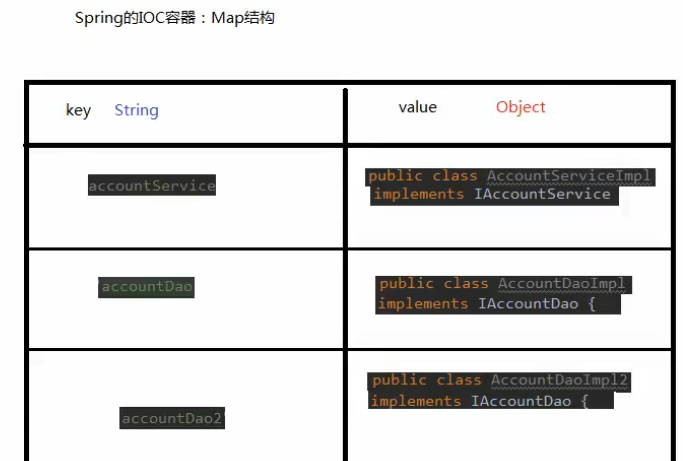 Spring的IOC容器：Map结构
key String value Object
accountService
public class AccountServiceImpl
implements IAccountService
accountDao
public class AccountDaoImpl
implements IAccountDao {
accountDao2
public class AccountDaoImpl2
implements IAccountDao {